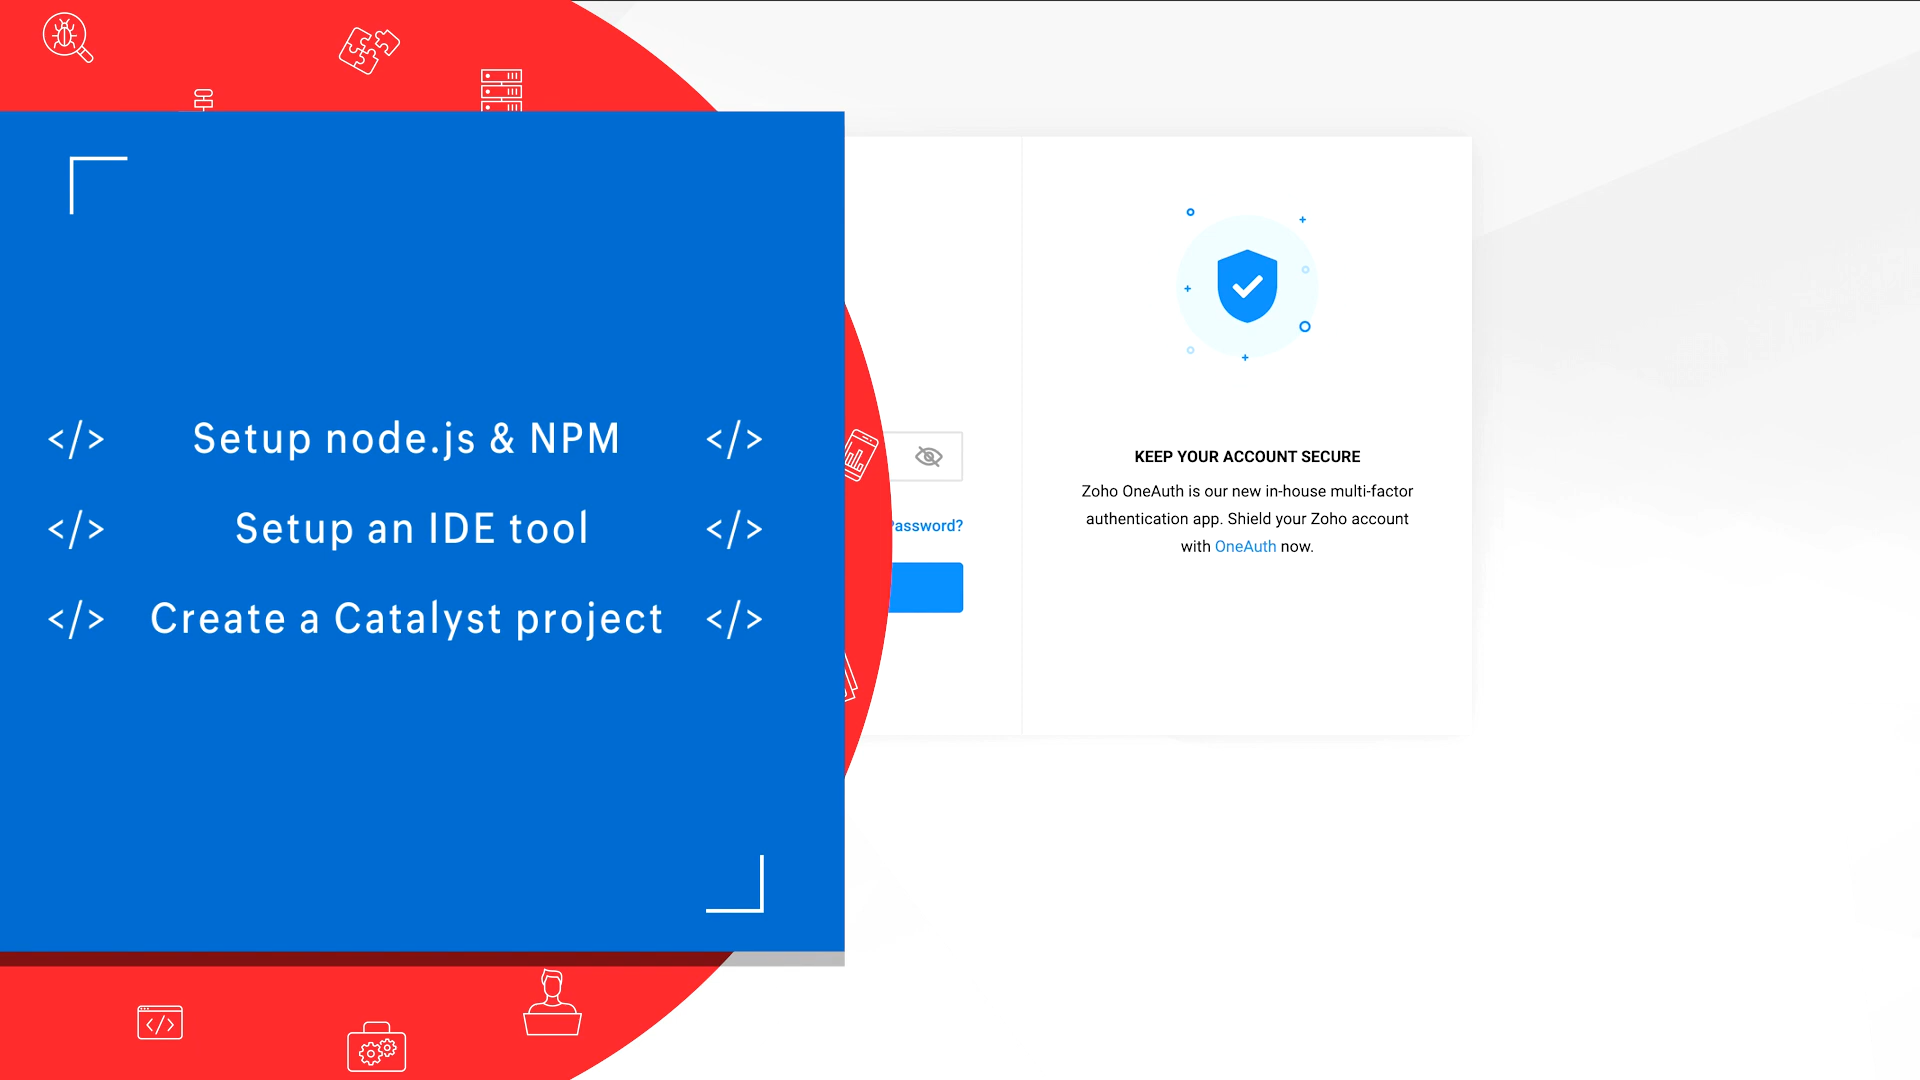 </> Setup node.js & NPM </>
</> Setup an IDE tool </>
</> Create a Catalyst project </>
Password?
KEEP YOUR ACCOUNT SECURE
Zoho OneAuth is our new in-house multi-factor
authentication app. Shield your Zoho account
with OneAuth now.